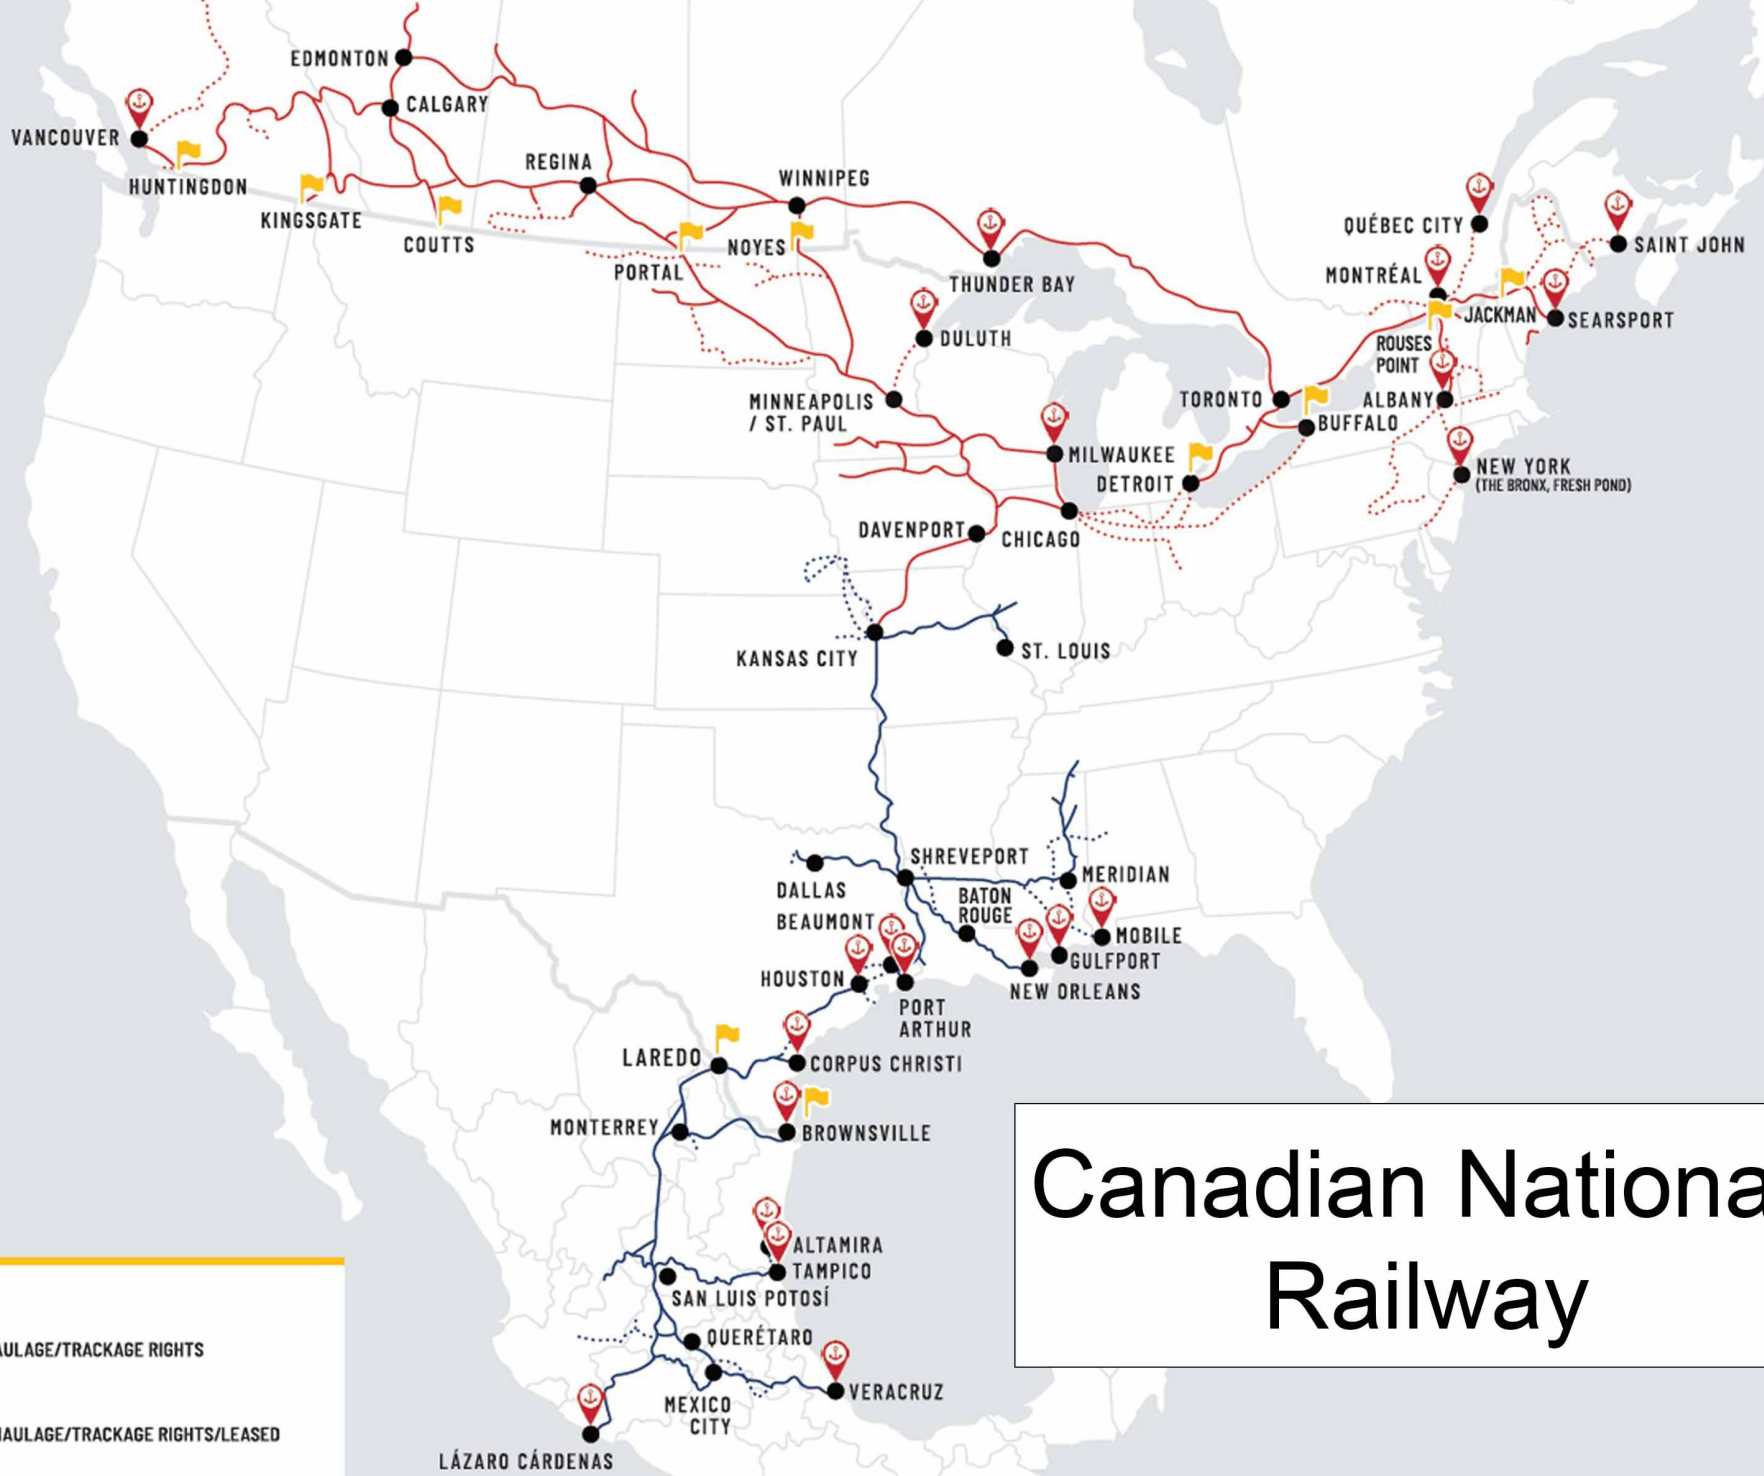 EDMONTON
CALGARY
VANCOUVER
HUNTINGDON
KINGSGATE
COUTTS
REGINA
WINNIPEG
PORTAL
NOYES
THUNDER BAY
DULUTH
MINNEAPOLIS
/ ST. PAUL
QUÉBEC CITY
SAINT JOHN
MONTRÉAL
JACKMAN
SEARSPORT
ROUSES
POINT
TORONTO
ALBANY
BUFFALO
MILWAUKEE
DETROIT
NEW YORK
(THE BRONX, FRESH POND)
DAVENPORT
CHICAGO
KANSAS CITY
ST. LOUIS
SHREVEPORT
DALLAS
MERIDIAN
BATON
ROUGE
BEAUMONT
MOBILE
GULFPORT
HOUSTON
NEW ORLEANS
PORT
ARTHUR
LAREDO
CORPUS CHRISTI
MONTERREY
BROWNSVILLE
ALTAMIRA
TAMPICO
SAN LUIS POTOSÍ
QUERÉTARO
MEXICO
CITY
VERACRUZ
LÁZARO CÁRDENAS
Canadian Nationa
Railway
AULAGE/TRACKAGE RIGHTS
HAULAGE/TRACKAGE RIGHTS/LEASED